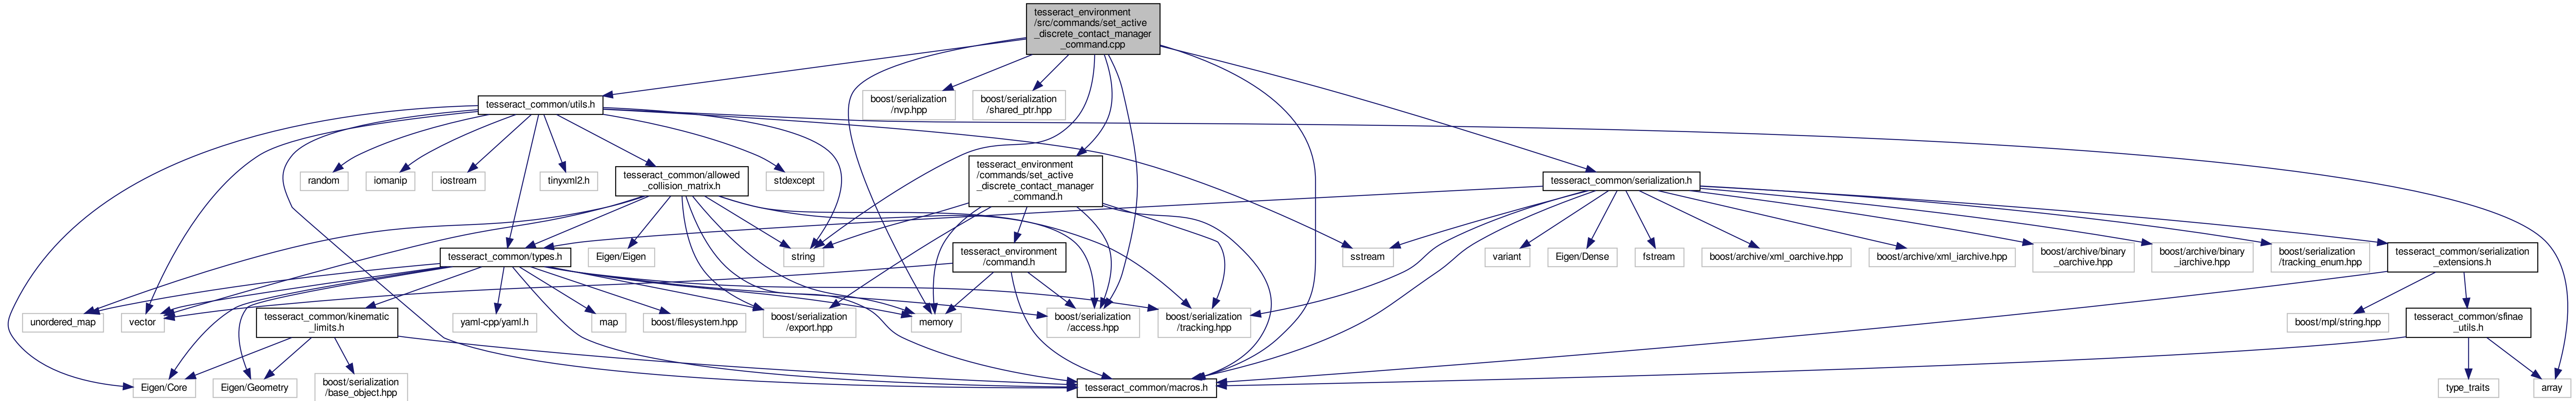 tesseract_environment
/src/commands/set_active
_discrete_contact_manager
_command.cpp
tesseract_common/utils.h
boost/serialization
/nvp.hpp
boost/serialization
/shared_ptr.hpp
random
iomanip
iostream
tinyxml2.h
tesseract_common/allowed
_collision_matrix.h
stdexcept
tesseract_environment
/commands/set_active
_discrete_contact_manager
_command.h
tesseract_common/serialization.h
tesseract_common/types.h
Eigen/Eigen
string
tesseract_environment
/command.h
sstream
variant
Eigen/Dense
fstream
boost/archive/xml_oarchive.hpp
boost/archive/xml_iarchive.hpp
boost/archive/binary
_oarchive.hpp
boost/archive/binary
_iarchive.hpp
boost/serialization
/tracking_enum.hpp
tesseract_common/serialization
_extensions.h
unordered_map
vector
tesseract_common/kinematic
_limits.h
yaml-cpp/yaml.h
map
boost/filesystem.hpp
boost/serialization
/export.hpp
memory
boost/serialization
/access.hpp
boost/serialization
/tracking.hpp
boost/mpl/string.hpp
tesseract_common/sfinae
_utils.h
Eigen/Core
Eigen/Geometry
boost/serialization
/base_object.hpp
tesseract_common/macros.h
type_traits
array